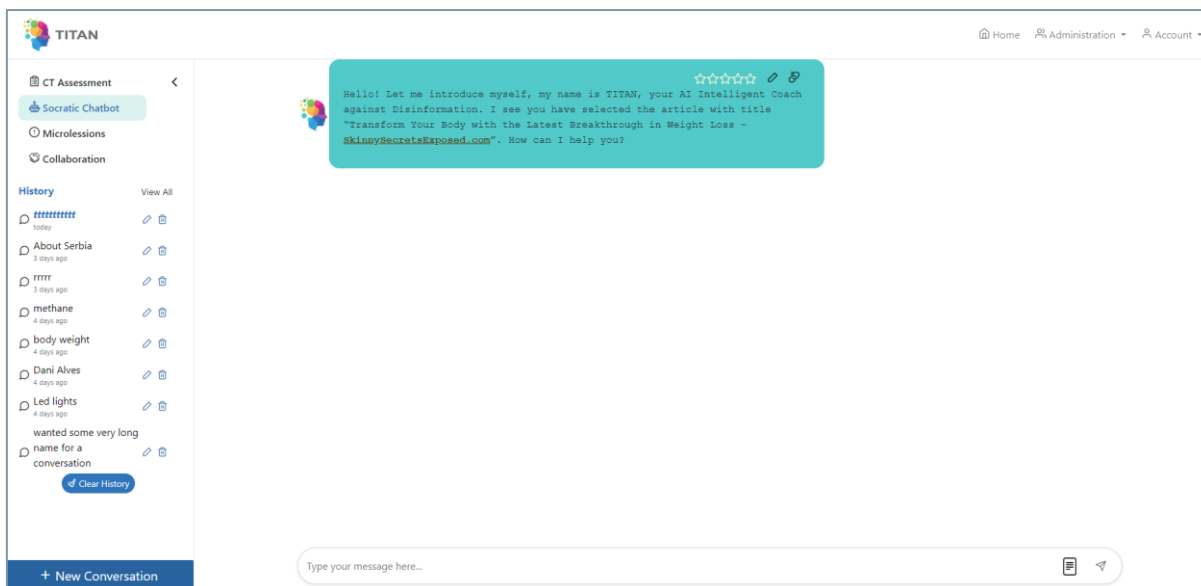 TITAN
Home Administration Account
CT Assessment
Socratic Chatbot
Microlessions
Collaboration
History View All
fffffffffff
today
About Serbia
3 days ago
rrrrr
3 days ago
methane
4 days ago
body weight
4 days ago
Dani Alves
4 days ago
Led lights
4 days ago
wanted some very long
name for a
conversation
Clear History
+ New Conversation
Hello! Let me introduce myself, my name is TITAN, your AI Intelligent Coach
against Disinformation. I see you have selected the article with title
"Transform Your Body with the Latest Breakthrough in Weight Loss –
SkinnySecretsExposed.com". How can I help you?
Type your message here...